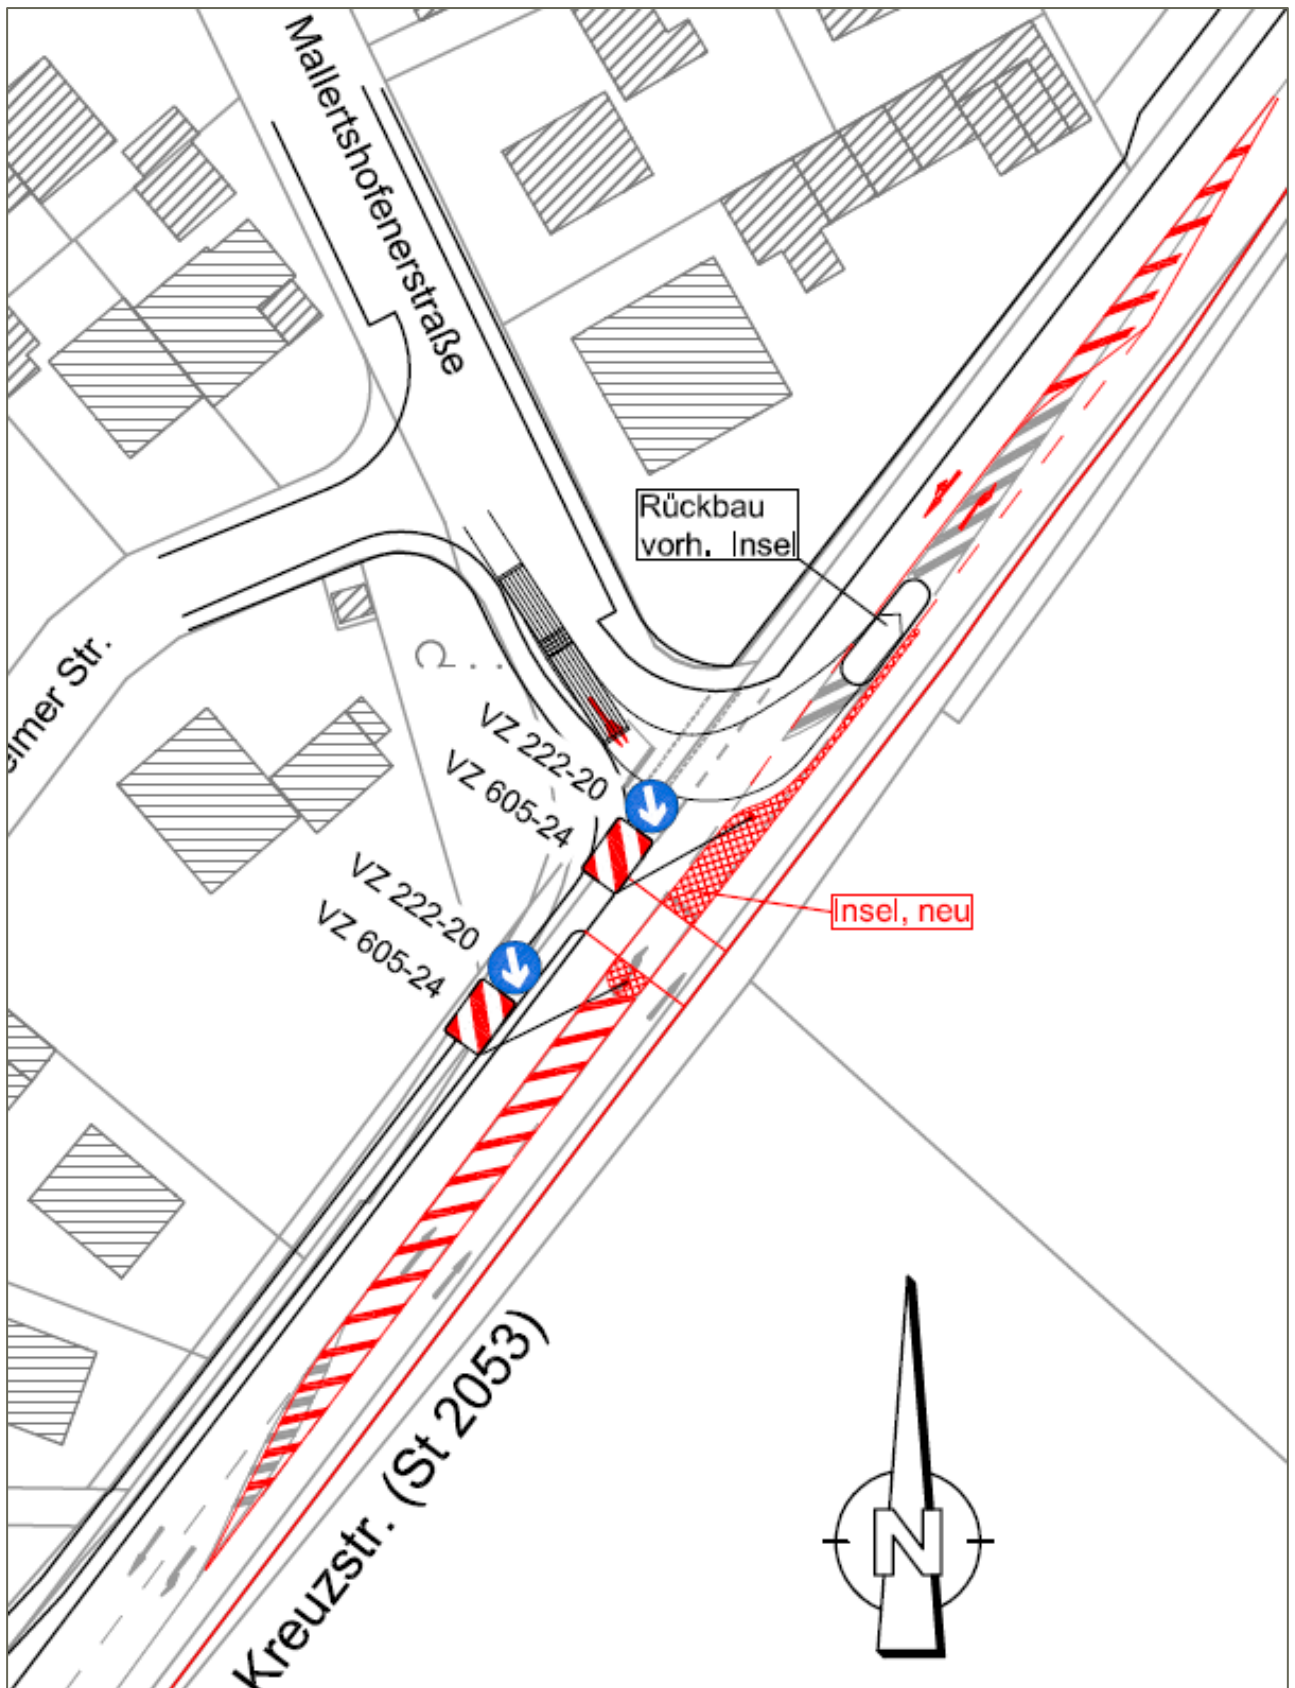 Mallertshofenerstraße
Rückbau
vorh. Insel
elmer Str.
VZ 222-20
VZ 605-24
VZ 222-20
VZ 605-24
Insel, neu
Kreuzstr. (St 2053)
N